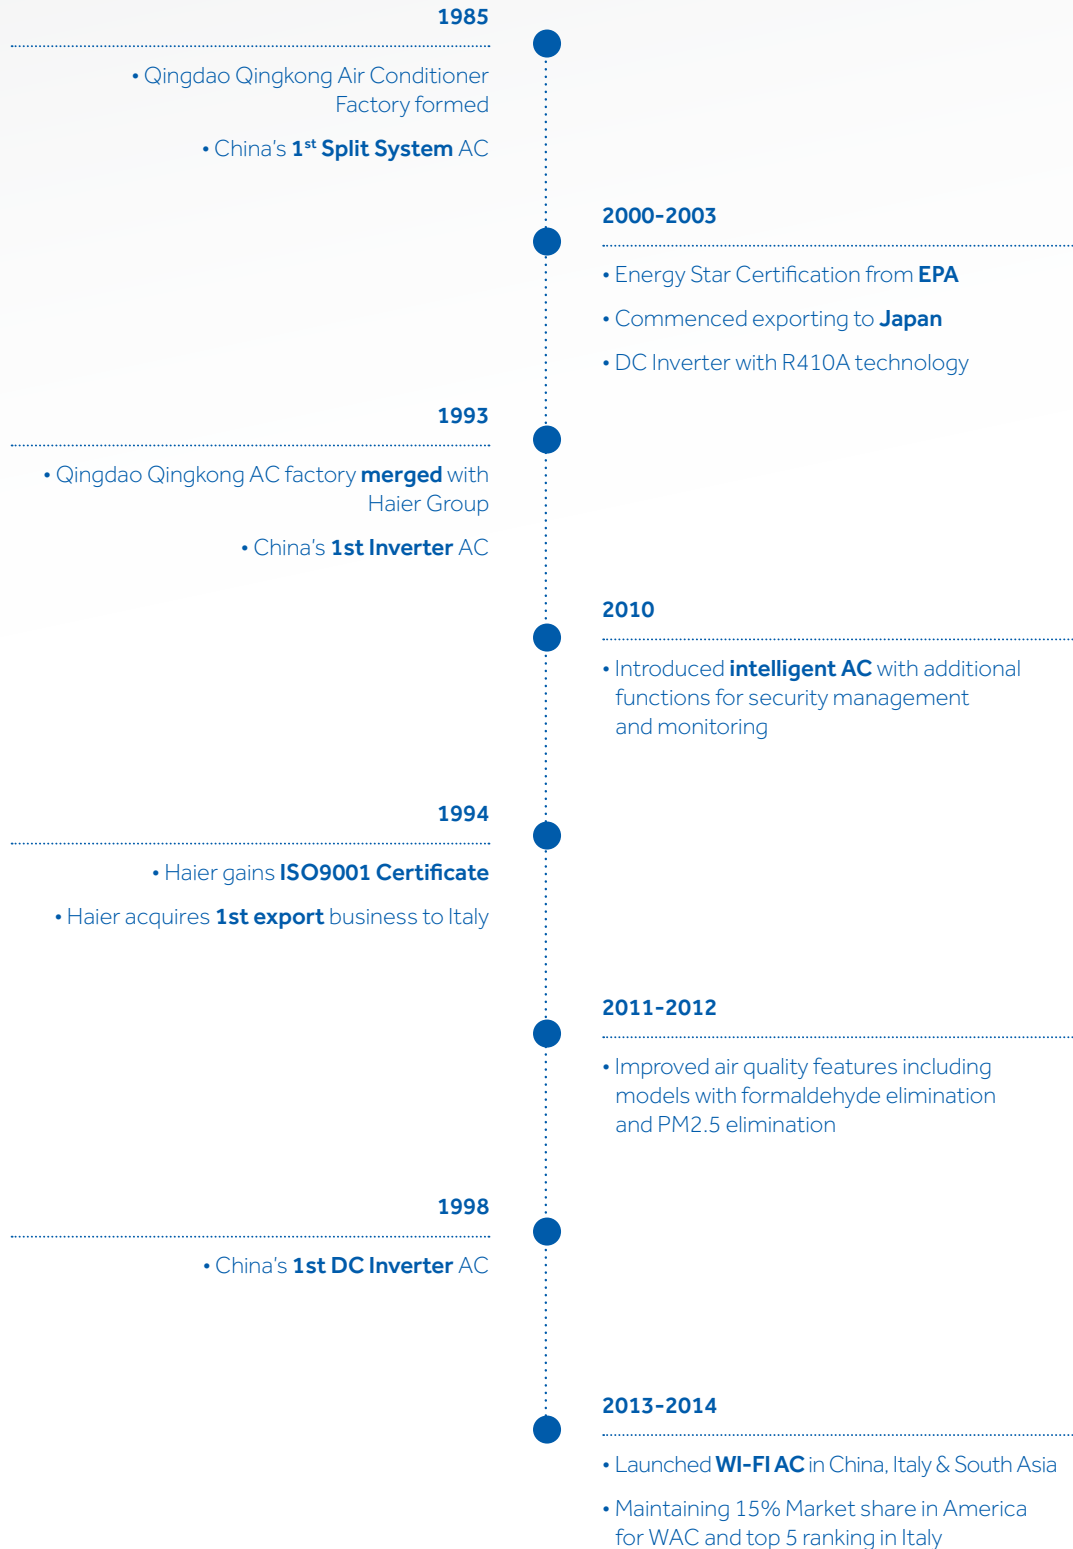 1985
• Qingdao Qingkong Air Conditioner
Factory formed
• China's 1st Split System AC
2000-2003
• Energy Star Certification from EPA
• Commenced exporting to Japan
• DC Inverter with R410A technology
1993
• Qingdao Qingkong AC factory merged with
Haier Group
• China's 1st Inverter AC
2010
• Introduced intelligent AC with additional
functions for security management
and monitoring
1994
• Haier gains ISO9001 Certificate
• Haier acquires 1st export business to Italy
2011-2012
• Improved air quality features including
models with formaldehyde elimination
and PM2.5 elimination
1998
• China's 1st DC Inverter AC
2013-2014
• Launched WI-FI AC in China, Italy & South Asia
• Maintaining 15% Market share in America
for WAC and top 5 ranking in Italy